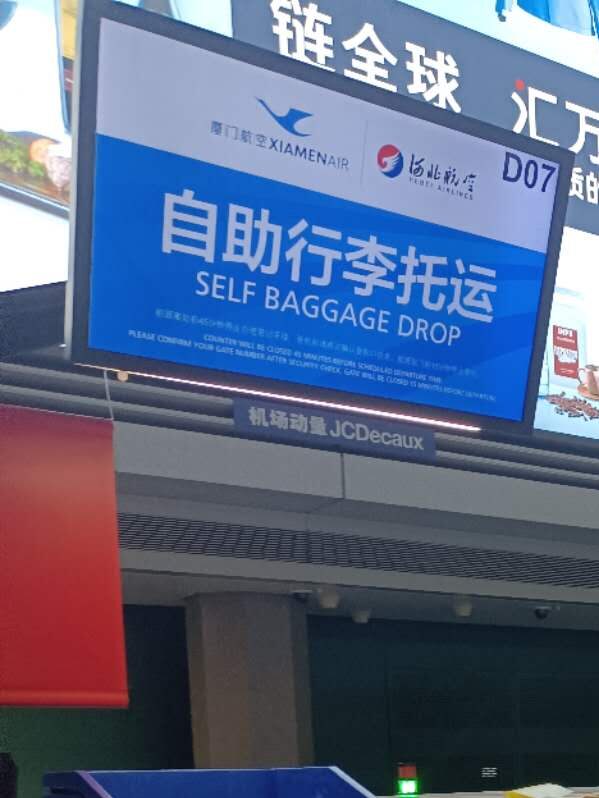 链全球 汇万
质的
厦门航空 XIAMENAIR
河北航空
HEBEI AIRLINES
D07
自助行李托运
SELF BAGGAGE DROP
COUNTER WILL BE CLOSED 45 MINUTES BEFORE SCHEDULED DEPARTURE TIME.
PLEASE CONFIRM YOUR GATE NUMBER AFTER SECURITY CHECK, GATE WILL BE CLOSED 15 MINUTES BEFORE DEPARTURE.
机场动量 JCDecaux